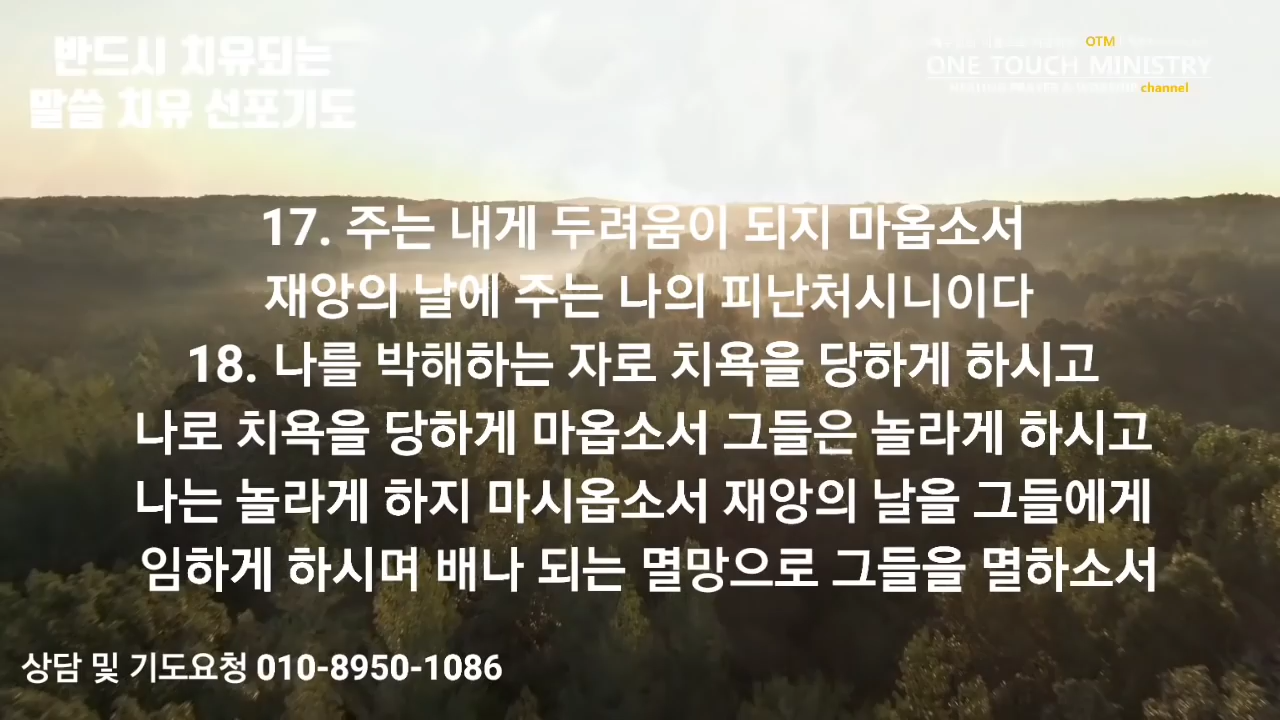 반드시 치유되는
말씀 치유 선포기도
OTM
ONE TOUCH MINISTRY
channel
17. 주는 내게 두려움이 되지 마옵소서
재앙의 날에 주는 나의 피난처시니이다
18. 나를 박해하는 자로 치욕을 당하게 하시고
나로 치욕을 당하게 마옵소서 그들은 놀라게 하시고
나는 놀라게 하지 마시옵소서 재앙의 날을 그들에게
임하게 하시며 배나 되는 멸망으로 그들을 멸하소서
상담 및 기도요청 010-8950-1086